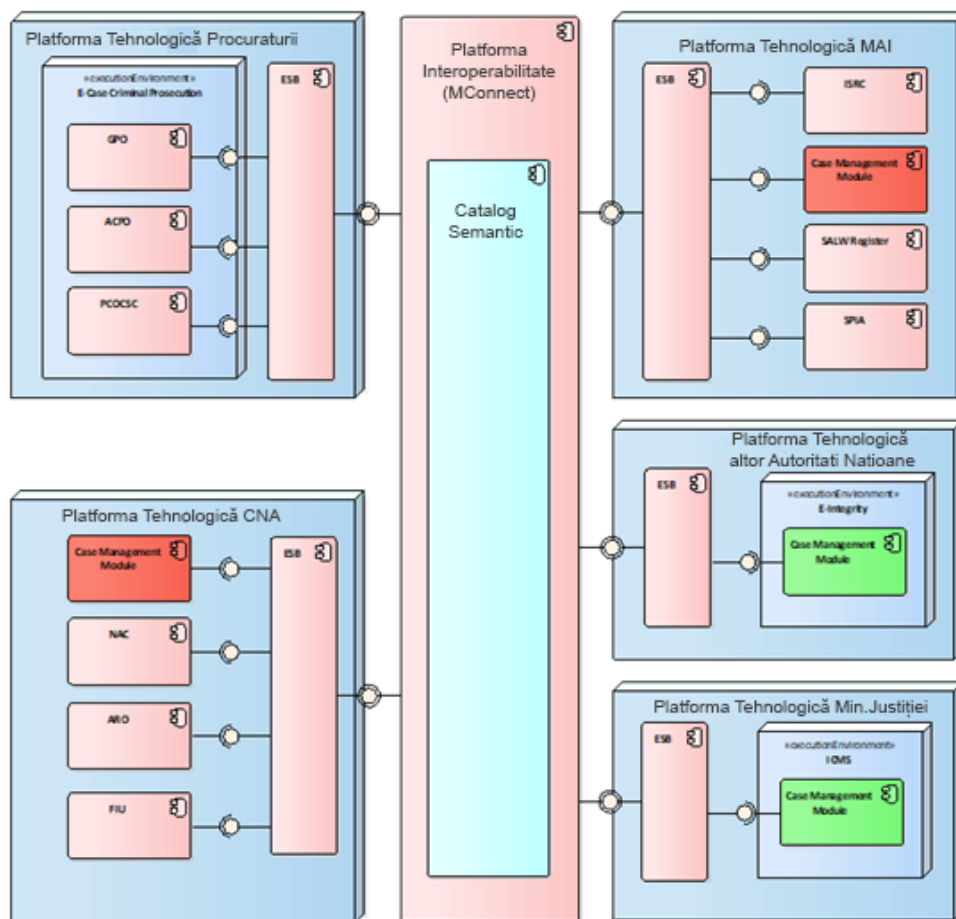 Platforma Tehnologică Procuraturii
«executionEnvironment»
E-Case Criminal Prosecution
GPO
ACPO
PCOCSC
ESB
Platforma
Interoperabilitate
(MConnect)
Catalog
Semantic
Platforma Tehnologică MAI
ESB
ISRC
Case Management
Module
SALW Register
SPIA
Platforma Tehnologică
altor Autoritati Natioane
ESB
«executionEnvironment»
E-Integrity
Case Management
Module
Platforma Tehnologică CNA
Case Management
Module
NAC
ARO
FIU
ESB
Platforma Tehnologică Min.Justiției
ESB
«executionEnvironment»
ICMS
Case Management
Module